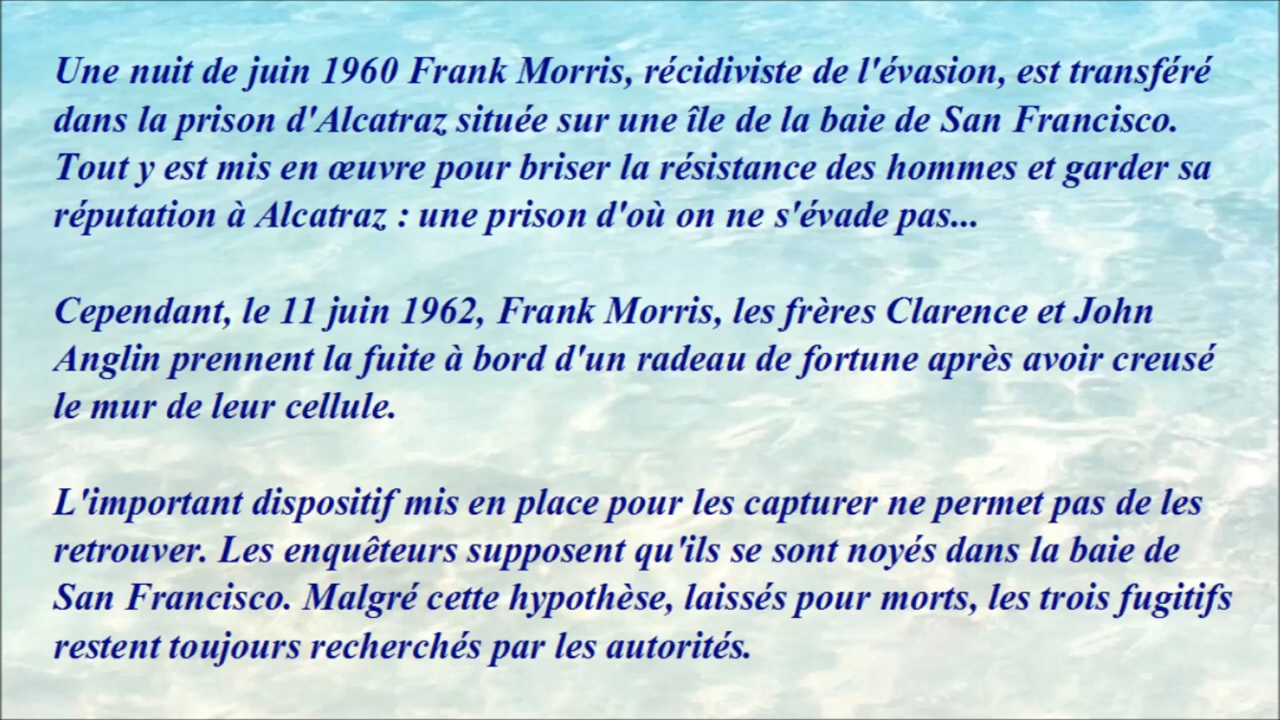 Une nuit de juin 1960 Frank Morris, récidiviste de l'évasion, est transféré
dans la prison d'Alcatraz située sur une île de la baie de San Francisco.
Tout y est mis en œuvre pour briser la résistance des hommes et garder sa
réputation à Alcatraz : une prison d'où on ne s'évade pas...
Cependant, le 11 juin 1962, Frank Morris, les frères Clarence et John
Anglin prennent la fuite à bord d'un radeau de fortune après avoir creusé
le mur de leur cellule.
L'important dispositif mis en place pour les capturer ne permet pas de les
retrouver. Les enquêteurs supposent qu'ils se sont noyés dans la baie de
San Francisco. Malgré cette hypothèse, laissés pour morts, les trois fugitifs
restent toujours recherchés par les autorités.